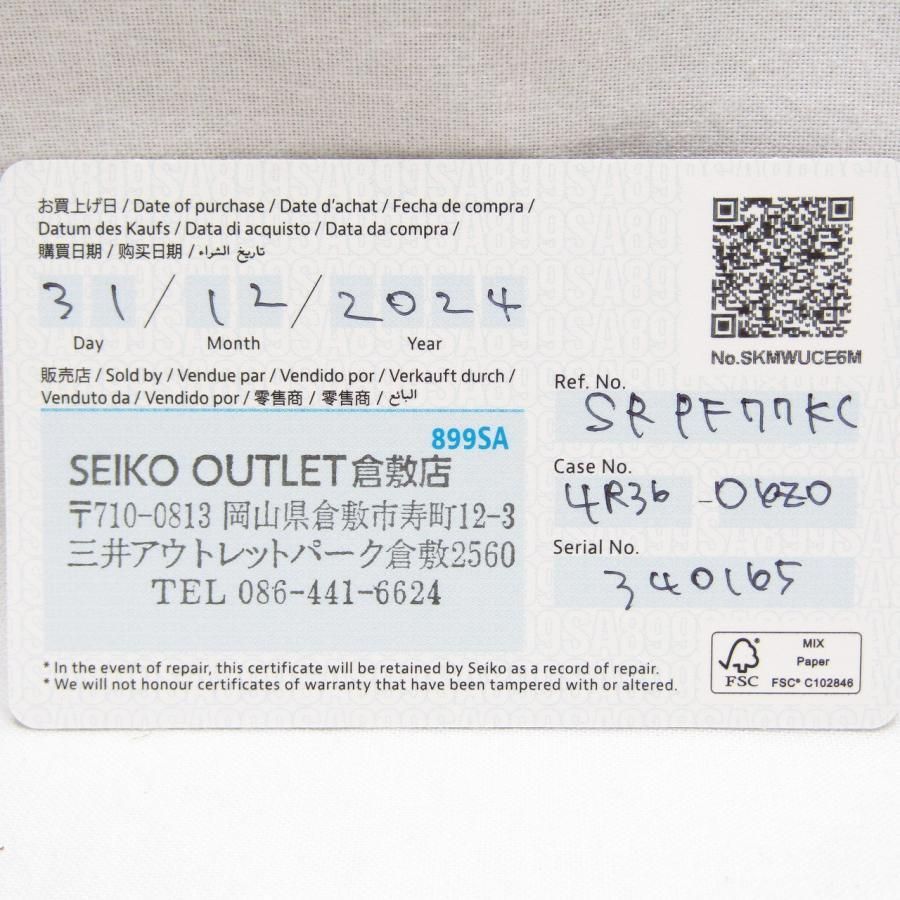 お買上げ日 / Date of purchase / Date d'achat / Fecha de compra /
Datum des Kaufs / Data di acquisto / Data da compra /
購買日期 / 购买日期 / تاريخ الشراء
31 / 12 / 2024
Day Month Year
販売店 / Sold by / Vendue par / Vendido por / Verkauft durch /
Venduto da / Vendido por / 零售商 / 零售商 / البائع
899SA
SEIKO OUTLET 倉敷店
〒710-0813 岡山県倉敷市寿町12-3
三井アウトレットパーク倉敷2560
TEL 086-441-6624
* In the event of repair, this certificate will be retained by Seiko as a record of repair.
* We will not honour certificates of warranty that have been tampered with or altered.
No.SKMWUCE6M
Ref. No.
SRPF77KC
Case No.
4R36-06Z0
Serial No.
340165
FSC
MIX
Paper
FSC® C102846